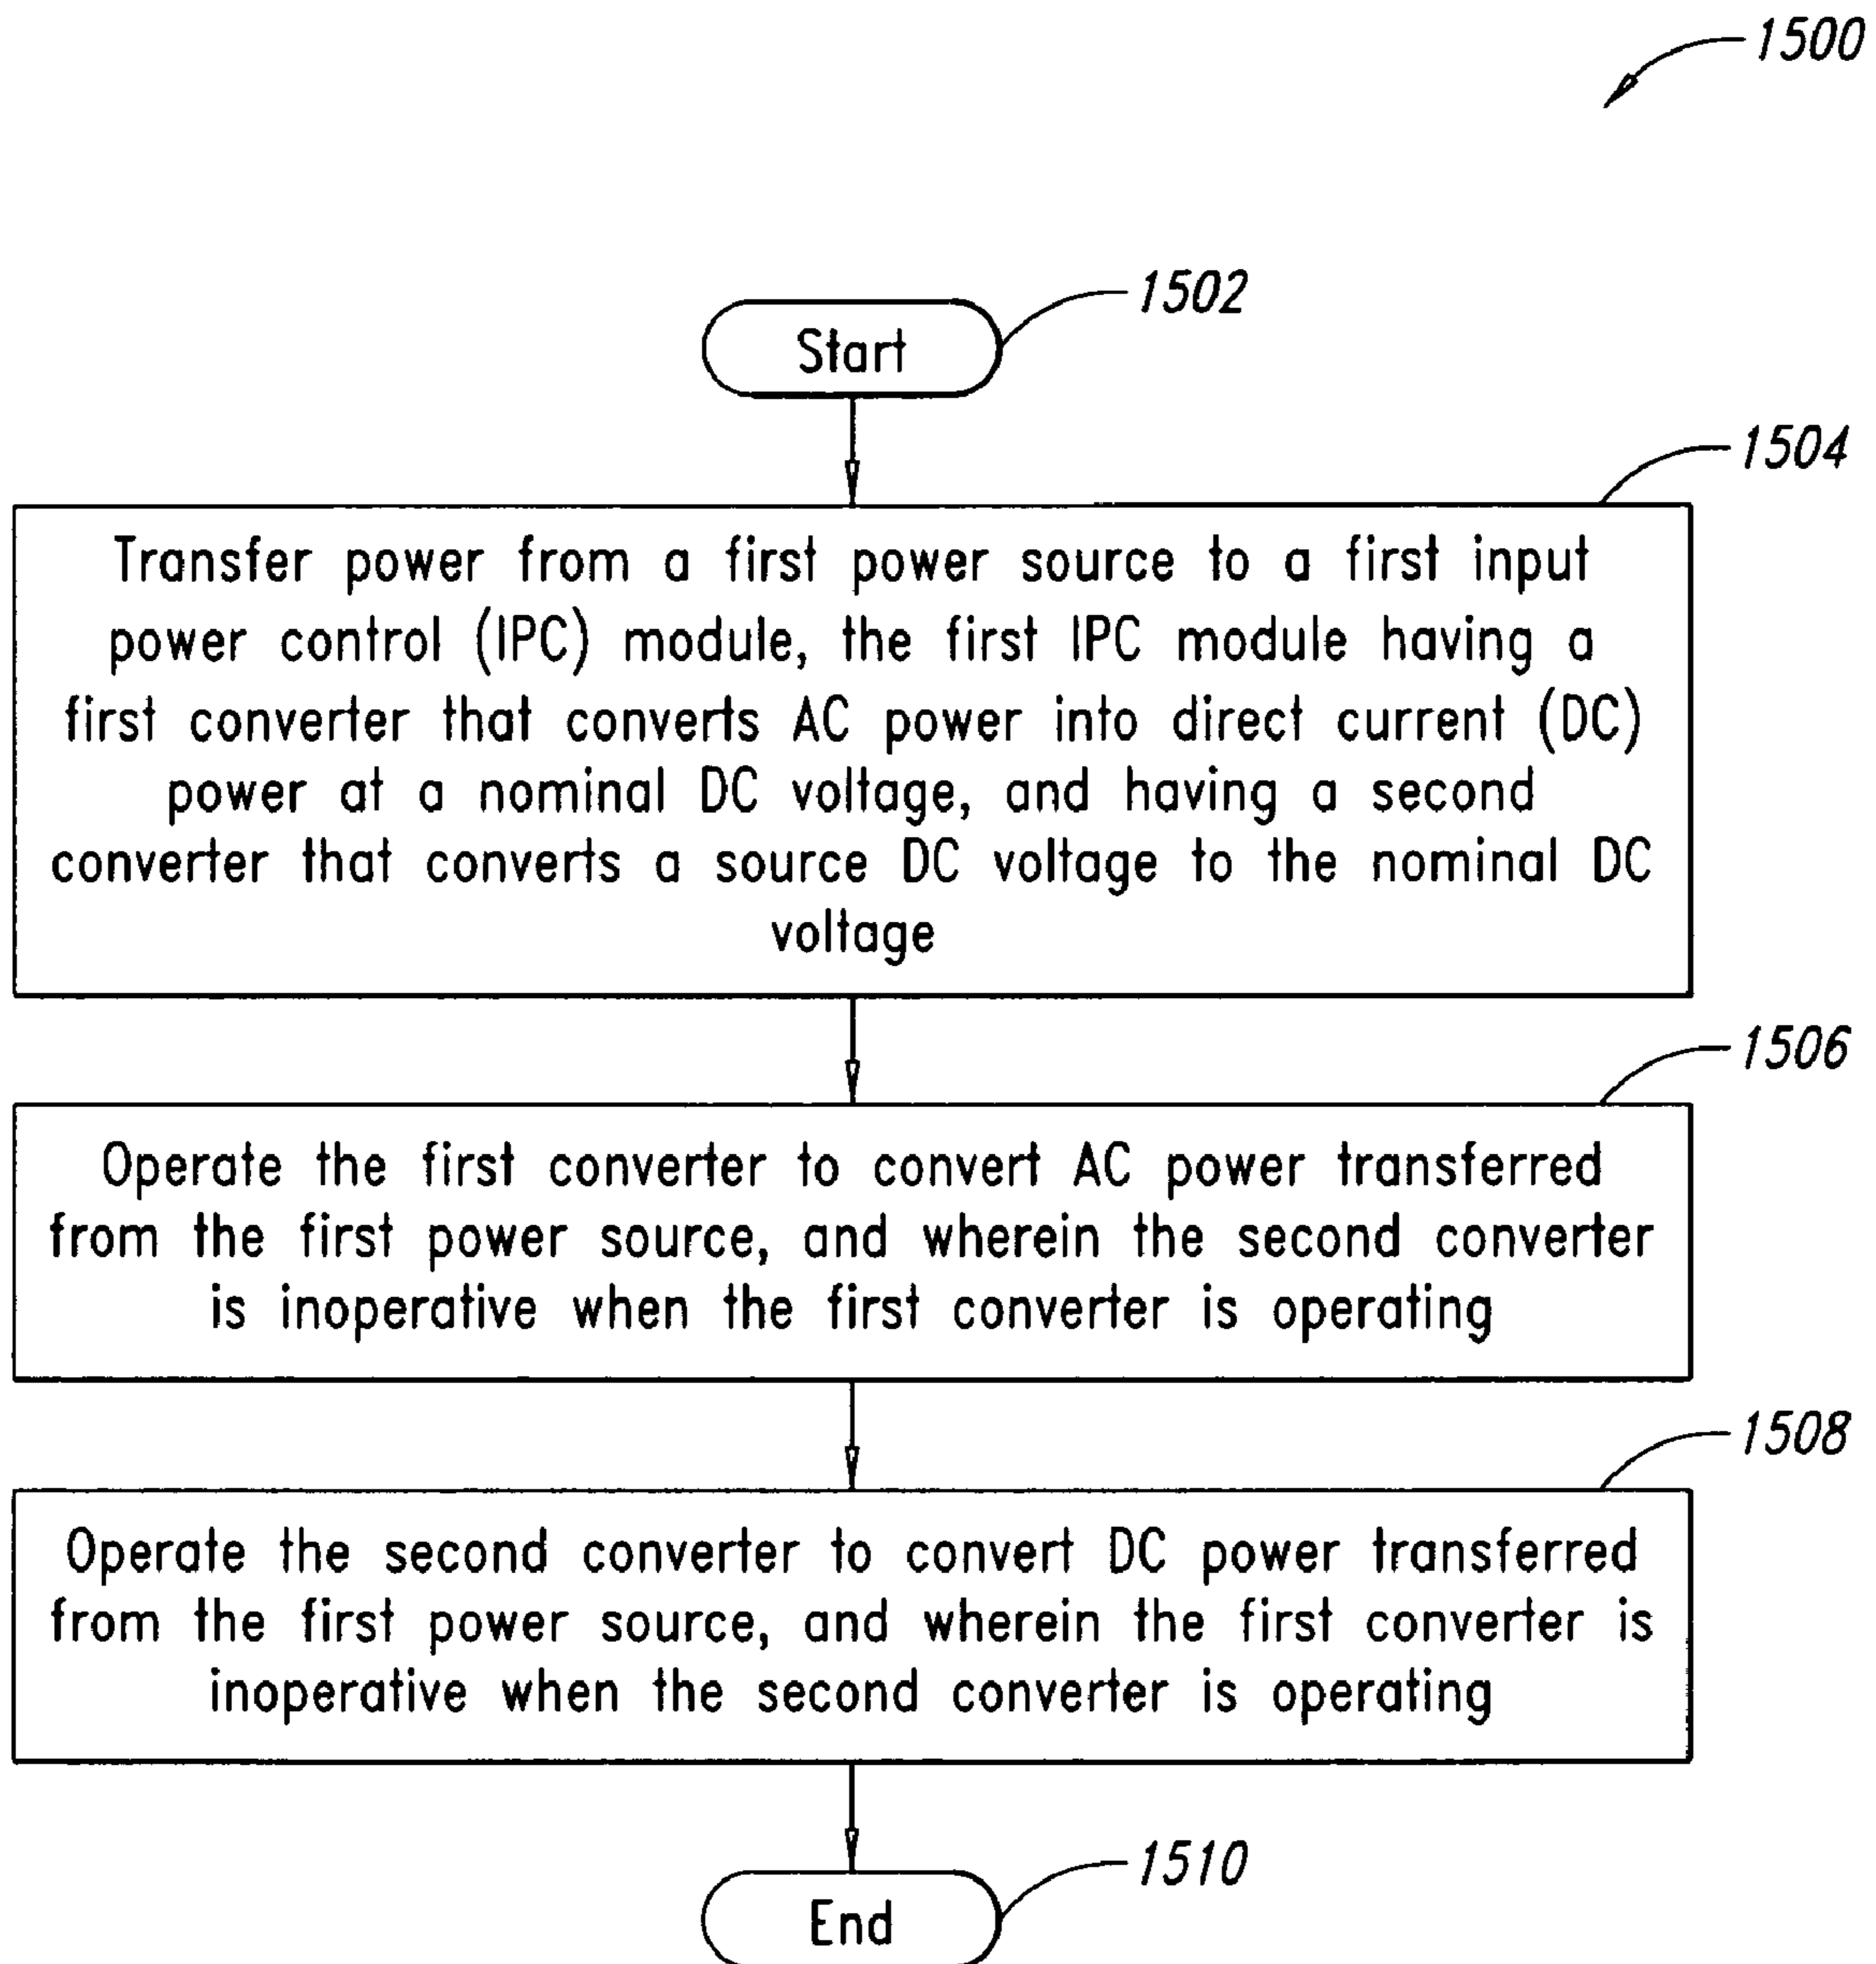 1500
1502
Start
1504
Transfer power from a first power source to a first input
power control (IPC) module, the first IPC module having a
first converter that converts AC power into direct current (DC)
power at a nominal DC voltage, and having a second
converter that converts a source DC voltage to the nominal DC
voltage
1506
Operate the first converter to convert AC power transferred
from the first power source, and wherein the second converter
is inoperative when the first converter is operating
1508
Operate the second converter to convert DC power transferred
from the first power source, and wherein the first converter is
inoperative when the second converter is operating
1510
End